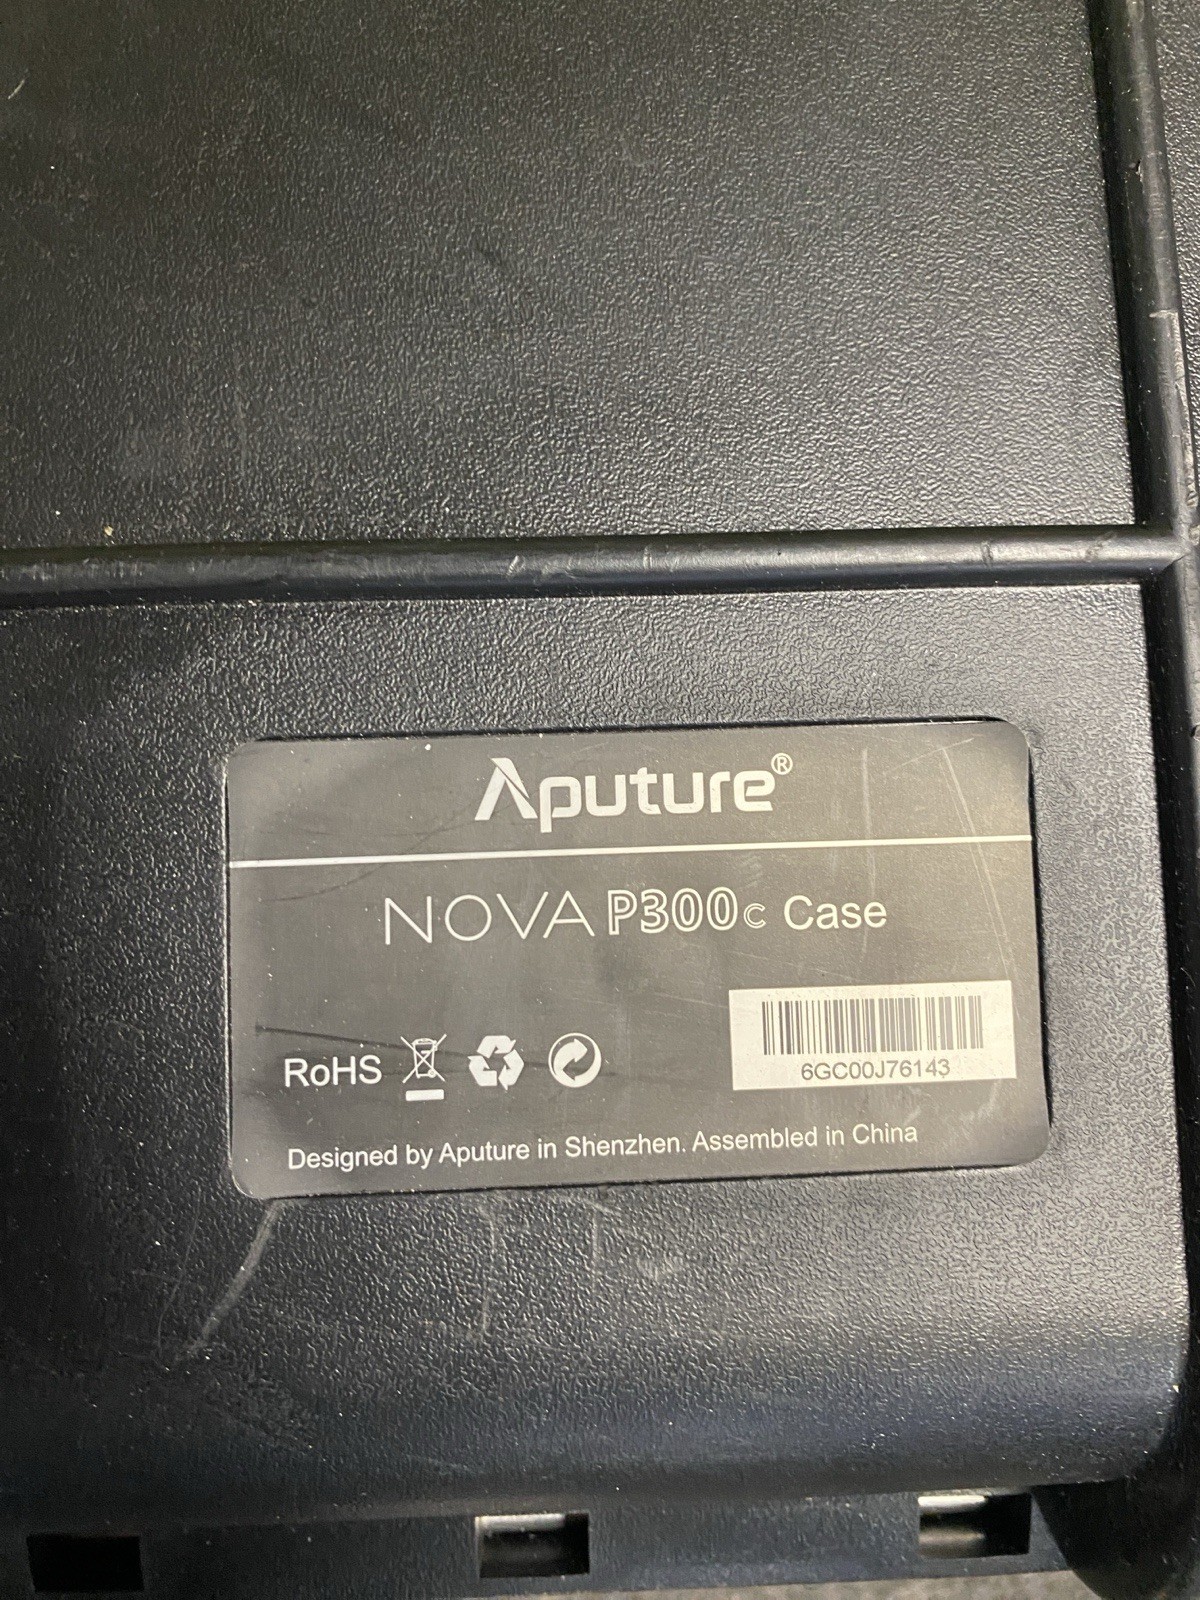 Aputure®
NOVA P300c Case
6GC00J76143
RoHS
Designed by Aputure in Shenzhen. Assembled in China